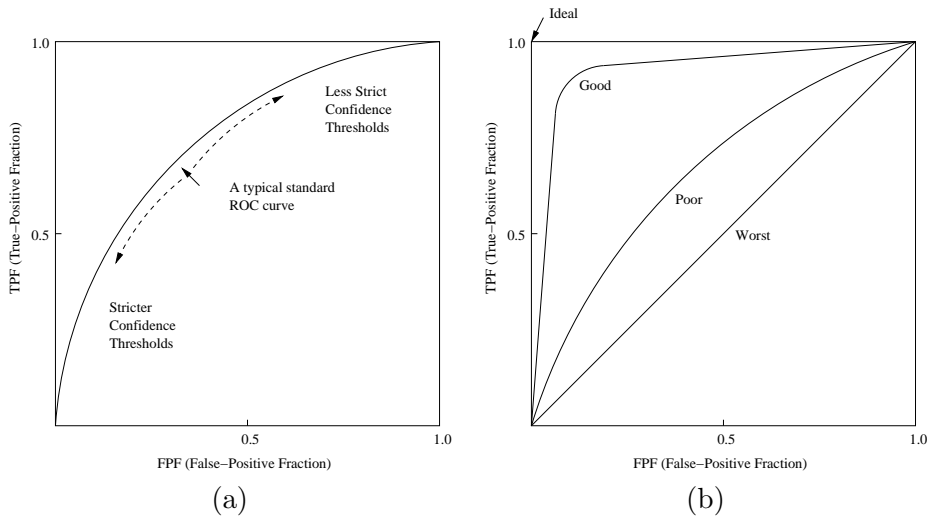 1.0
TPF (True−Positive Fraction)
0.5
Less Strict
Confidence
Thresholds
A typical standard
ROC curve
Stricter
Confidence
Thresholds
0.5
1.0
FPF (False−Positive Fraction)
(a)
Ideal
1.0
TPF (True−Positive Fraction)
0.5
Good
Poor
Worst
0.5
1.0
FPF (False−Positive Fraction)
(b)